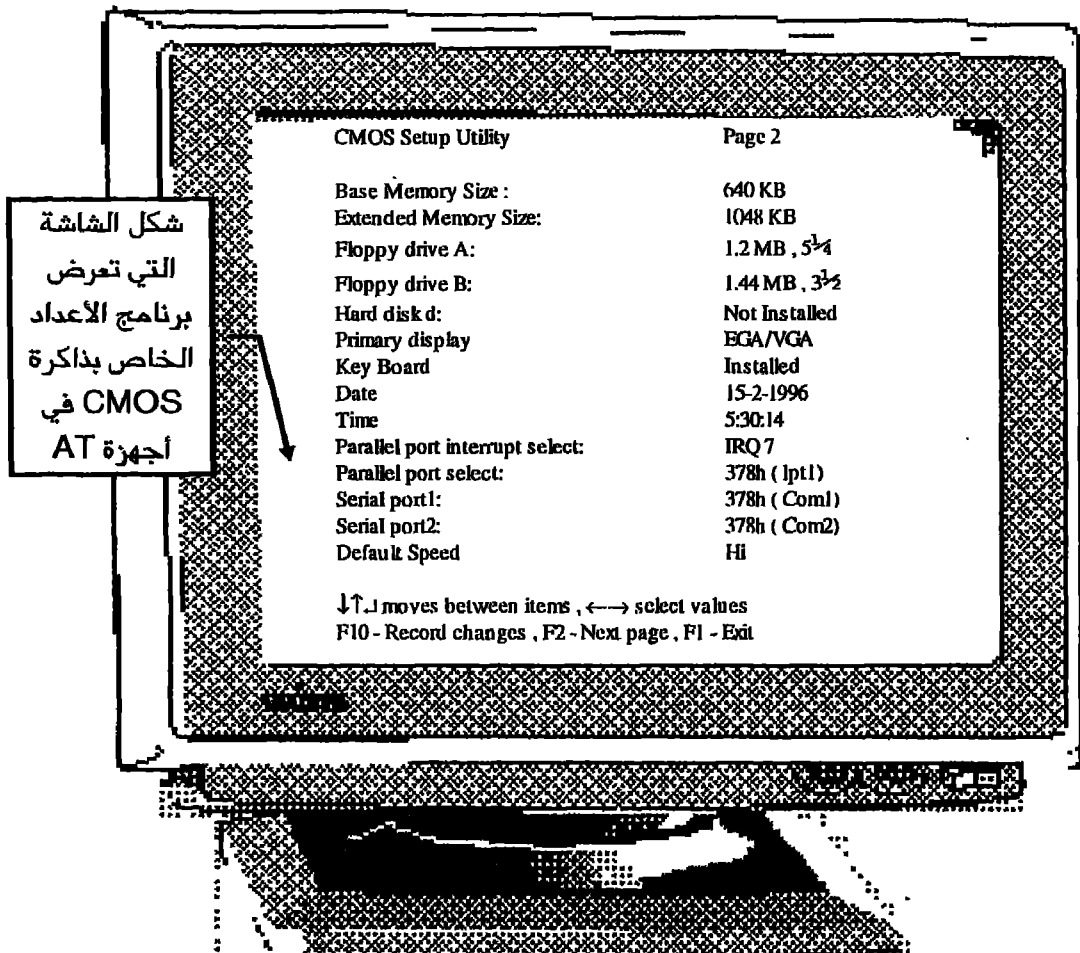 CMOS Setup Utility Page 2
Base Memory Size : 640 KB
Extended Memory Size: 1048 KB
Floppy drive A: 1.2 MB , 5¼
Floppy drive B: 1.44 MB , 3½
Hard disk d: Not Installed
Primary display EGA/VGA
Key Board Installed
Date 15-2-1996
Time 5:30:14
Parallel port interrupt select: IRQ 7
Parallel port select: 378h ( lpt1)
Serial port1: 378h ( Com1)
Serial port2: 378h ( Com2)
Default Speed Hi
↓↑↵ moves between items , ←→ select values
F10 - Record changes , F2 - Next page , F1 - Exit
شكل الشاشة
التي تعرض
برنامج الأعداد
الخاص بذاكرة
CMOS في
أجهزة AT